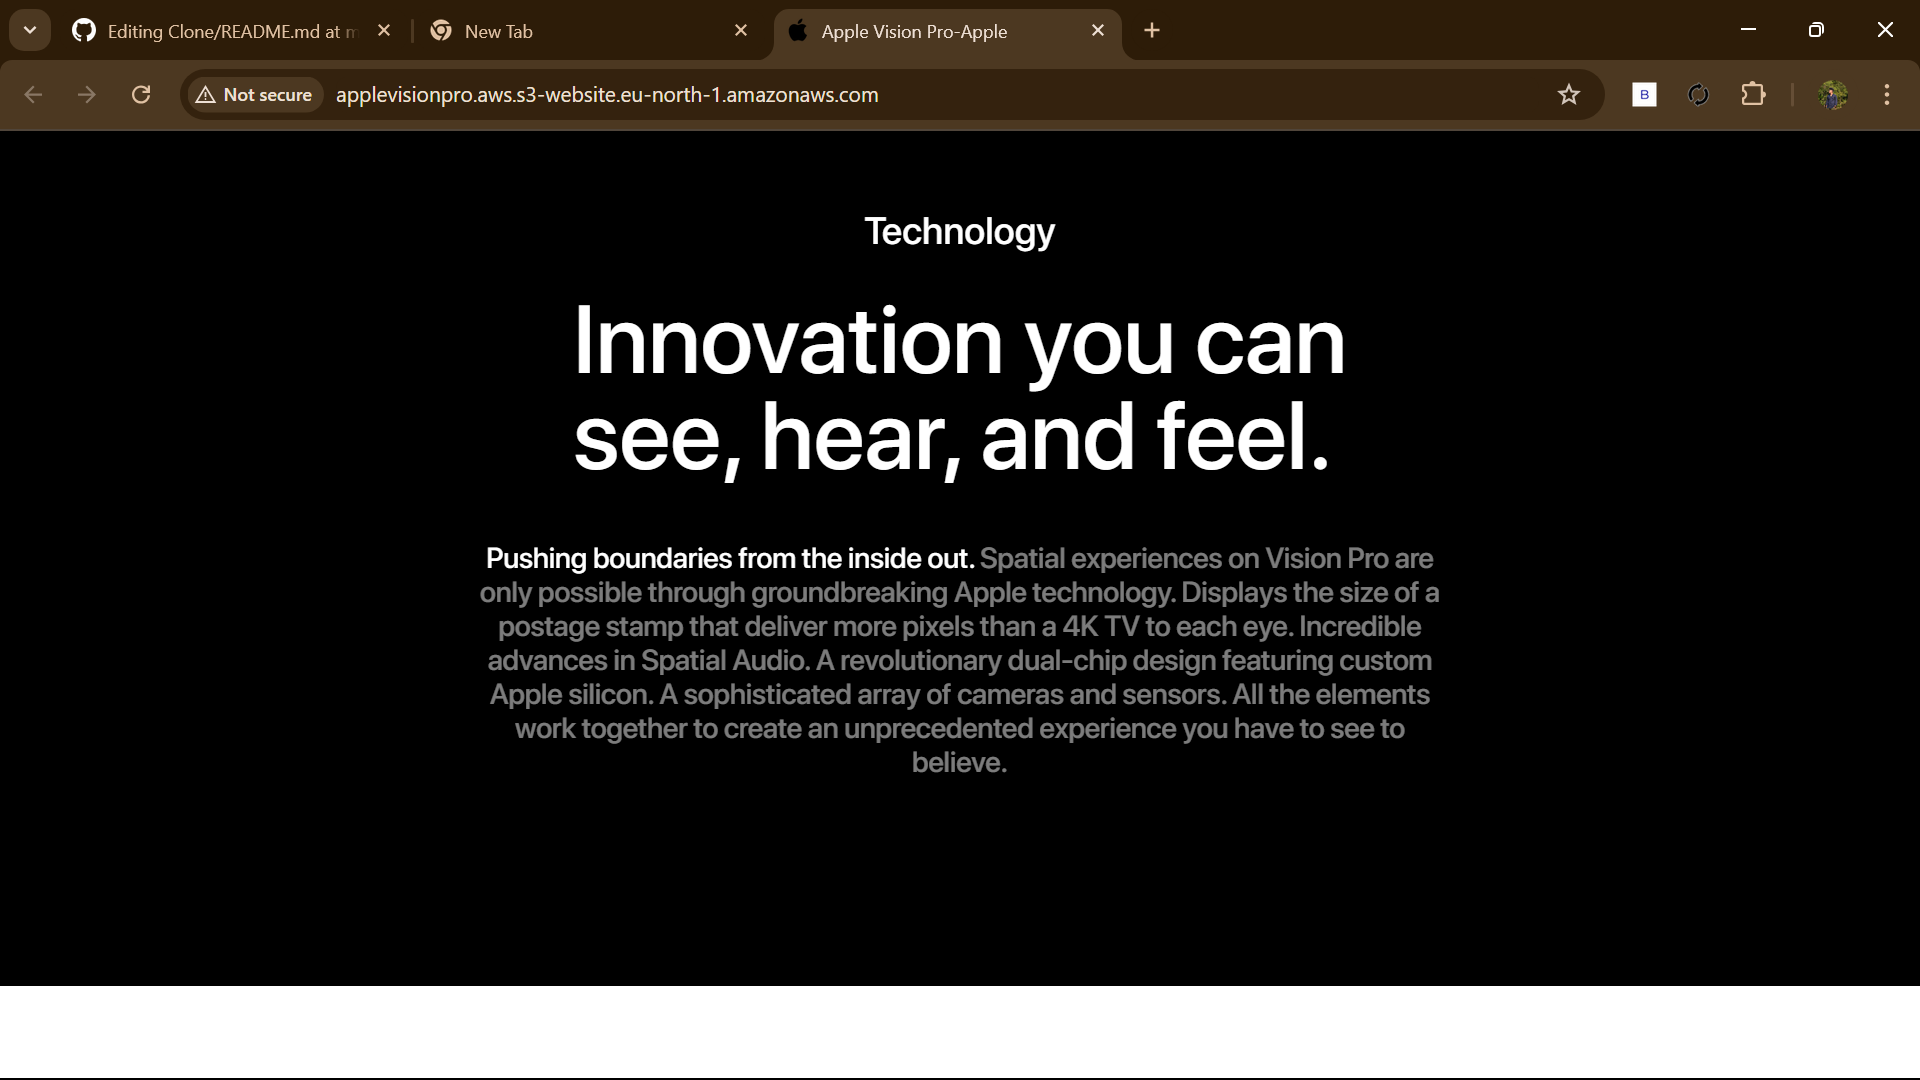 Editing Clone/README.md at m
New Tab
Apple Vision Pro-Apple
Not secure
applevisionpro.aws.s3-website.eu-north-1.amazonaws.com
B
Technology
Innovation you can
see, hear, and feel.
Pushing boundaries from the inside out. Spatial experiences on Vision Pro are
only possible through groundbreaking Apple technology. Displays the size of a
postage stamp that deliver more pixels than a 4K TV to each eye. Incredible
advances in Spatial Audio. A revolutionary dual-chip design featuring custom
Apple silicon. A sophisticated array of cameras and sensors. All the elements
work together to create an unprecedented experience you have to see to
believe.